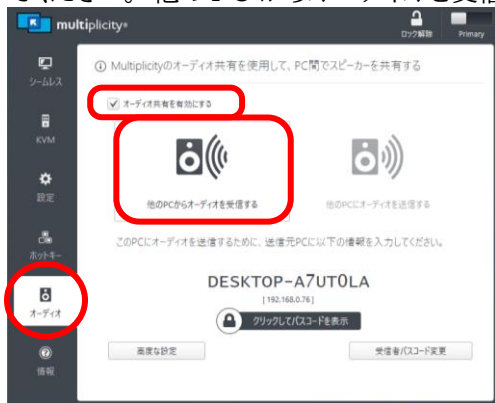 multiplicity®
ロック解除
Primary
シームレス
Multiplicityのオーディオ共有を使用して、PC間でスピーカーを共有する
オーディオ共有を有効にする
KVM
設定
他のPCからオーディオを受信する
他のPCにオーディオを送信する
ホットキー
このPCにオーディオを送信するために、送信元PCに以下の情報を入力してください。
DESKTOP-A7UT0LA
[ 192.168.0.76 ]
オーディオ
クリックしてパスコードを表示
高度な設定
受信者パスコード変更
情報